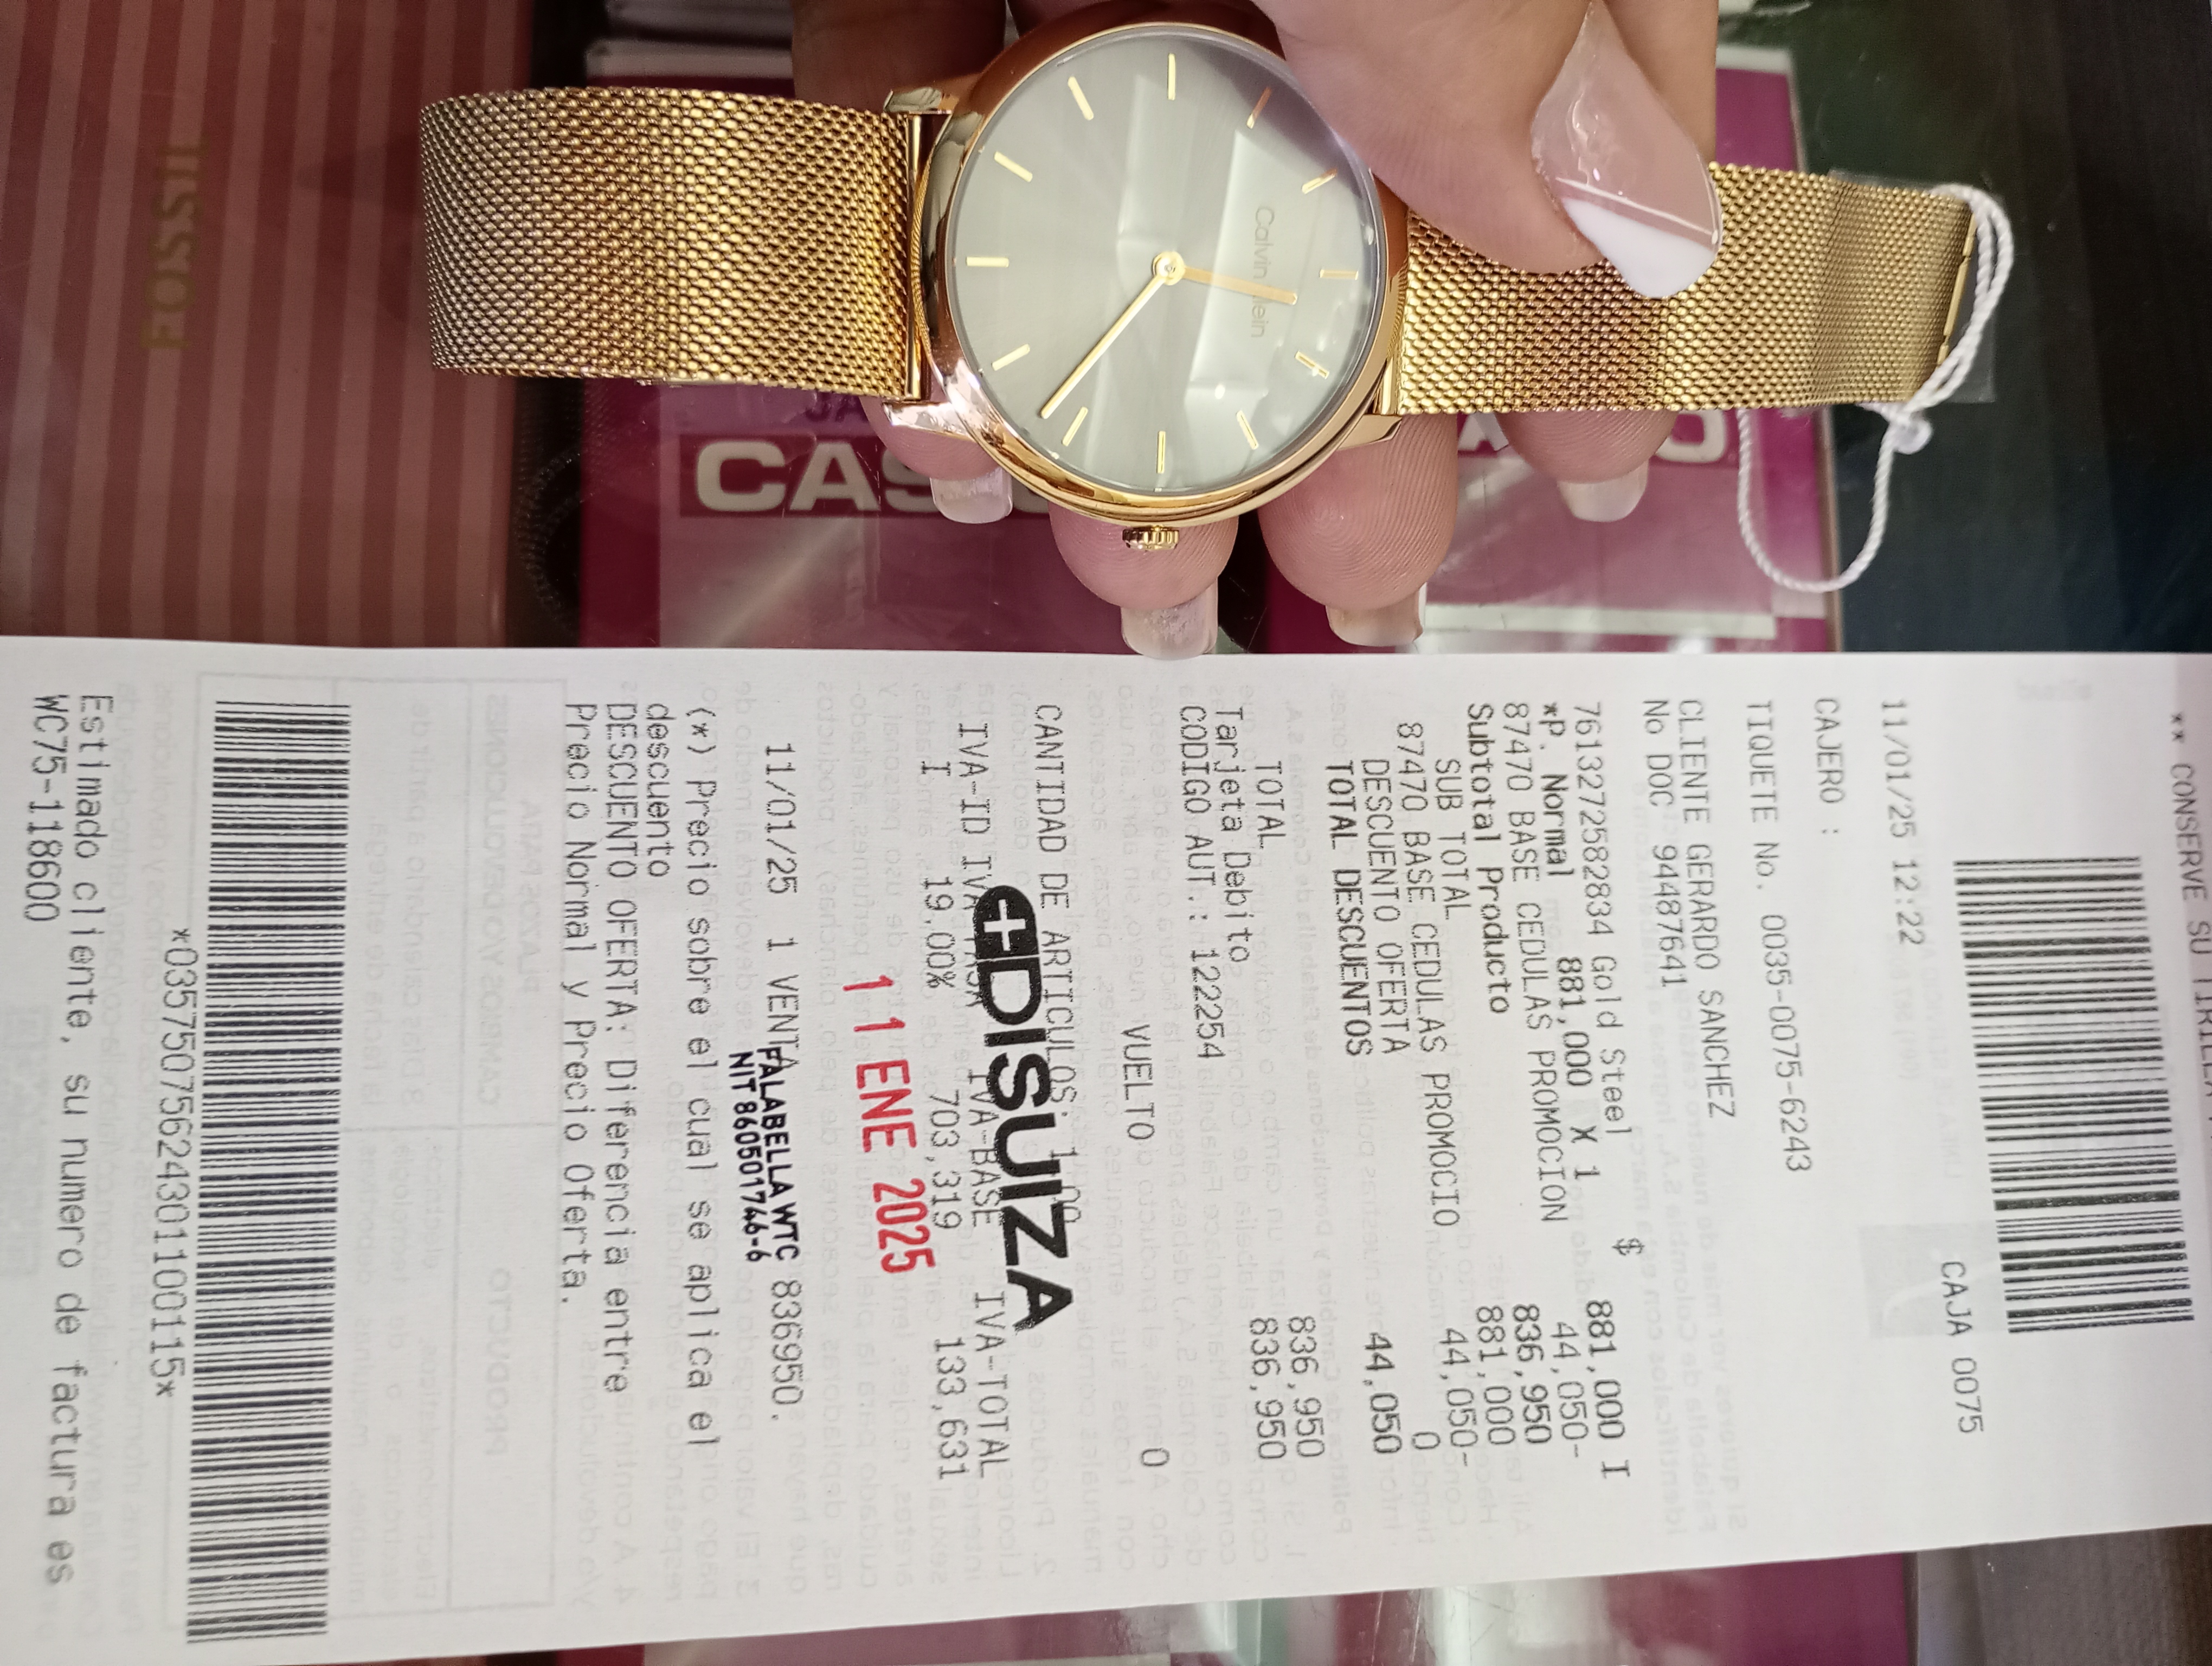 FOSSIL
CAS
Calvin Klein
** CONSERVE SU TIRILLA
CAJA 0075
11/01/25 12:22
CAJERO :
TIQUETE No. 0035-0075-6243
CLIENTE GERARDO SANCHEZ
No DOC 94487641
$
7613272582834 Gold Steel 881,000 I
*P. Normal 881,000 X 1
87470 BASE CEDULAS PROMOCION 44,050-
Subtotal Producto 836,950
SUB TOTAL 881,000
87470 BASE CEDULAS PROMOCIO 44,050-
DESCUENTO OFERTA 0
TOTAL DESCUENTOS 44,050
TOTAL 836,950
Tarjeta Debito 836,950
CODIGO AUT.: 122254
VUELTO 0
CANTIDAD DE ARTICULOS: 1.00
IVA-ID IVA-TASA IVA-BASE IVA-TOTAL
I 19.00% 703,319 133,631
DISUIZA
11 ENE 2025
FALABELLA WTC
NIT 860501746-6
11/01/25 1 VENTA 836950.
(*) Precio sobre el cual se aplica el
descuento
DESCUENTO OFERTA: Diferencia entre
Precio Normal y Precio Oferta.
*0357500756243011100115*
Estimado cliente, su numero de factura es
WC75-118600